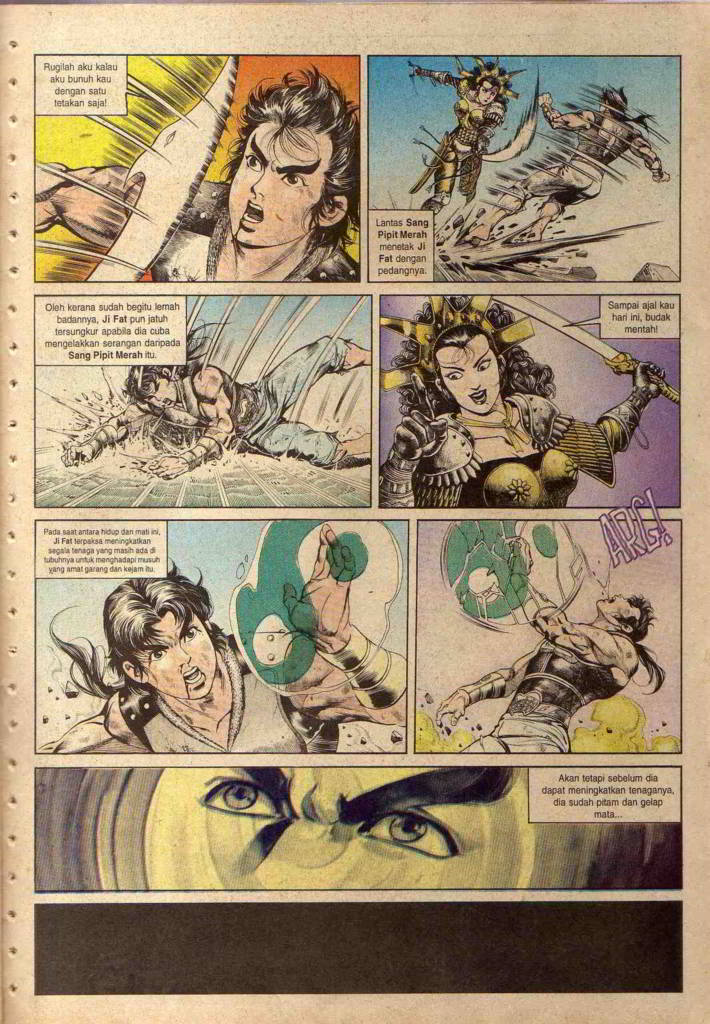 Rugilah aku kalau
aku bunuh kau
dengan satu
tetakan saja!
Lantas Sang
Pipit Merah
menetak Ji
Fat dengan
pedangnya.
Oleh kerana sudah begitu lemah
badannya, Ji Fat pun jatuh
tersungkur apabila dia cuba
mengelakkan serangan daripada
Sang Pipit Merah itu.
Sampai ajal kau
hari ini, budak
mentah!
Pada saat antara hidup dan mati ini,
Ji Fat terpaksa meningkatkan
segala tenaga yang masih ada di
tubuhnya untuk menghadapi musuh
yang amat garang dan kejam itu.
ARG!
Akan tetapi sebelum dia
dapat meningkatkan tenaganya,
dia sudah pitam dan gelap
mata...